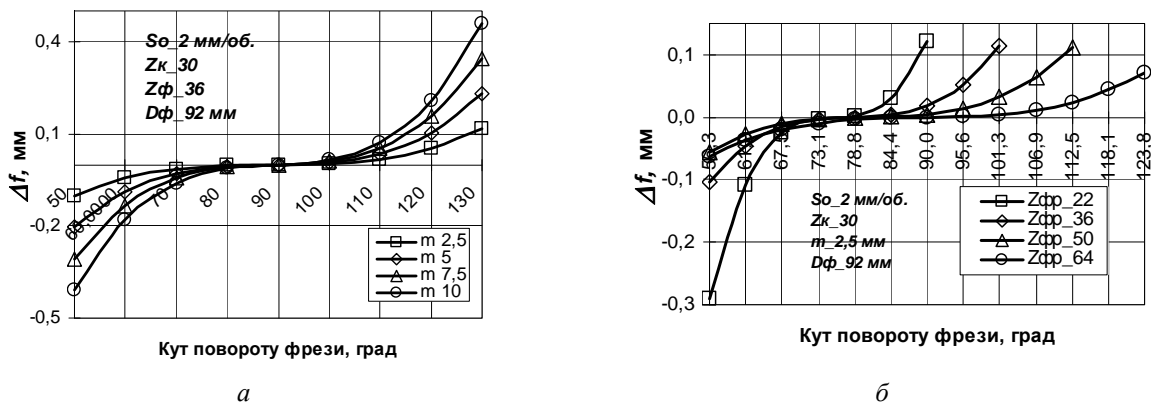 0,4
0,1
-0,2
-0,5
Δf, мм
So_2 мм/об.
Zк_30
Zф_36
Dф_92 мм
50
70
80
90
100
110
120
130
m 2,5
m 5
m 7,5
m 10
Кут повороту фрези, град
а
0,1
0,0
-0,1
-0,2
-0,3
Δf, мм
67,5
73,1
78,8
84,4
90,0
95,6
101,3
106,9
112,5
118,1
123,8
So_2 мм/об.
Zк_30
m_2,5 мм
Dф_92 мм
Zфр_22
Zфр_36
Zфр_50
Zфр_64
Кут повороту фрези, град
б